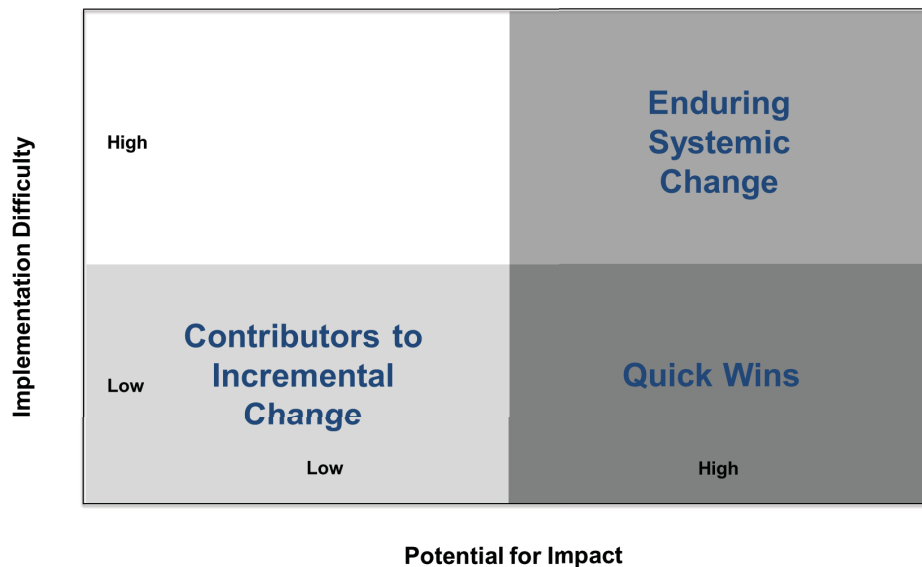 Implementation Difficulty
High
Enduring
Systemic
Change
Low
Contributors to
Incremental
Change
Quick Wins
Low
High
Potential for Impact